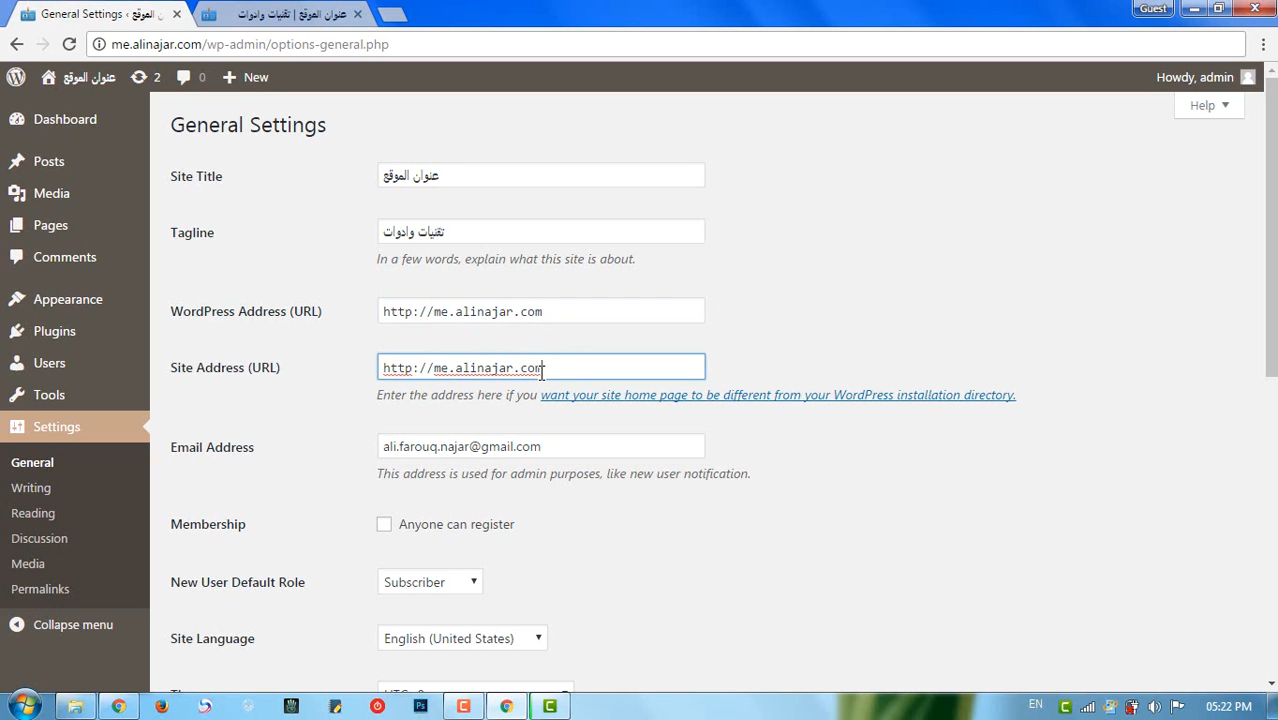 General Settings ‹ عنوان الموقع
عنوان الموقع | تقنيات وادوات
Guest
me.alinajar.com/wp-admin/options-general.php
عنوان الموقع
2
0
New
Howdy, admin
Help
Dashboard
Posts
Media
Pages
Comments
Appearance
Plugins
Users
Tools
Settings
General
Writing
Reading
Discussion
Media
Permalinks
Collapse menu
General Settings
Site Title
عنوان الموقع
Tagline
تقنيات وادوات
In a few words, explain what this site is about.
WordPress Address (URL)
http://me.alinajar.com
Site Address (URL)
http://me.alinajar.com
Enter the address here if you want your site home page to be different from your WordPress installation directory.
Email Address
ali.farouq.najar@gmail.com
This address is used for admin purposes, like new user notification.
Membership
Anyone can register
New User Default Role
Subscriber
Site Language
English (United States)
EN
05:22 PM